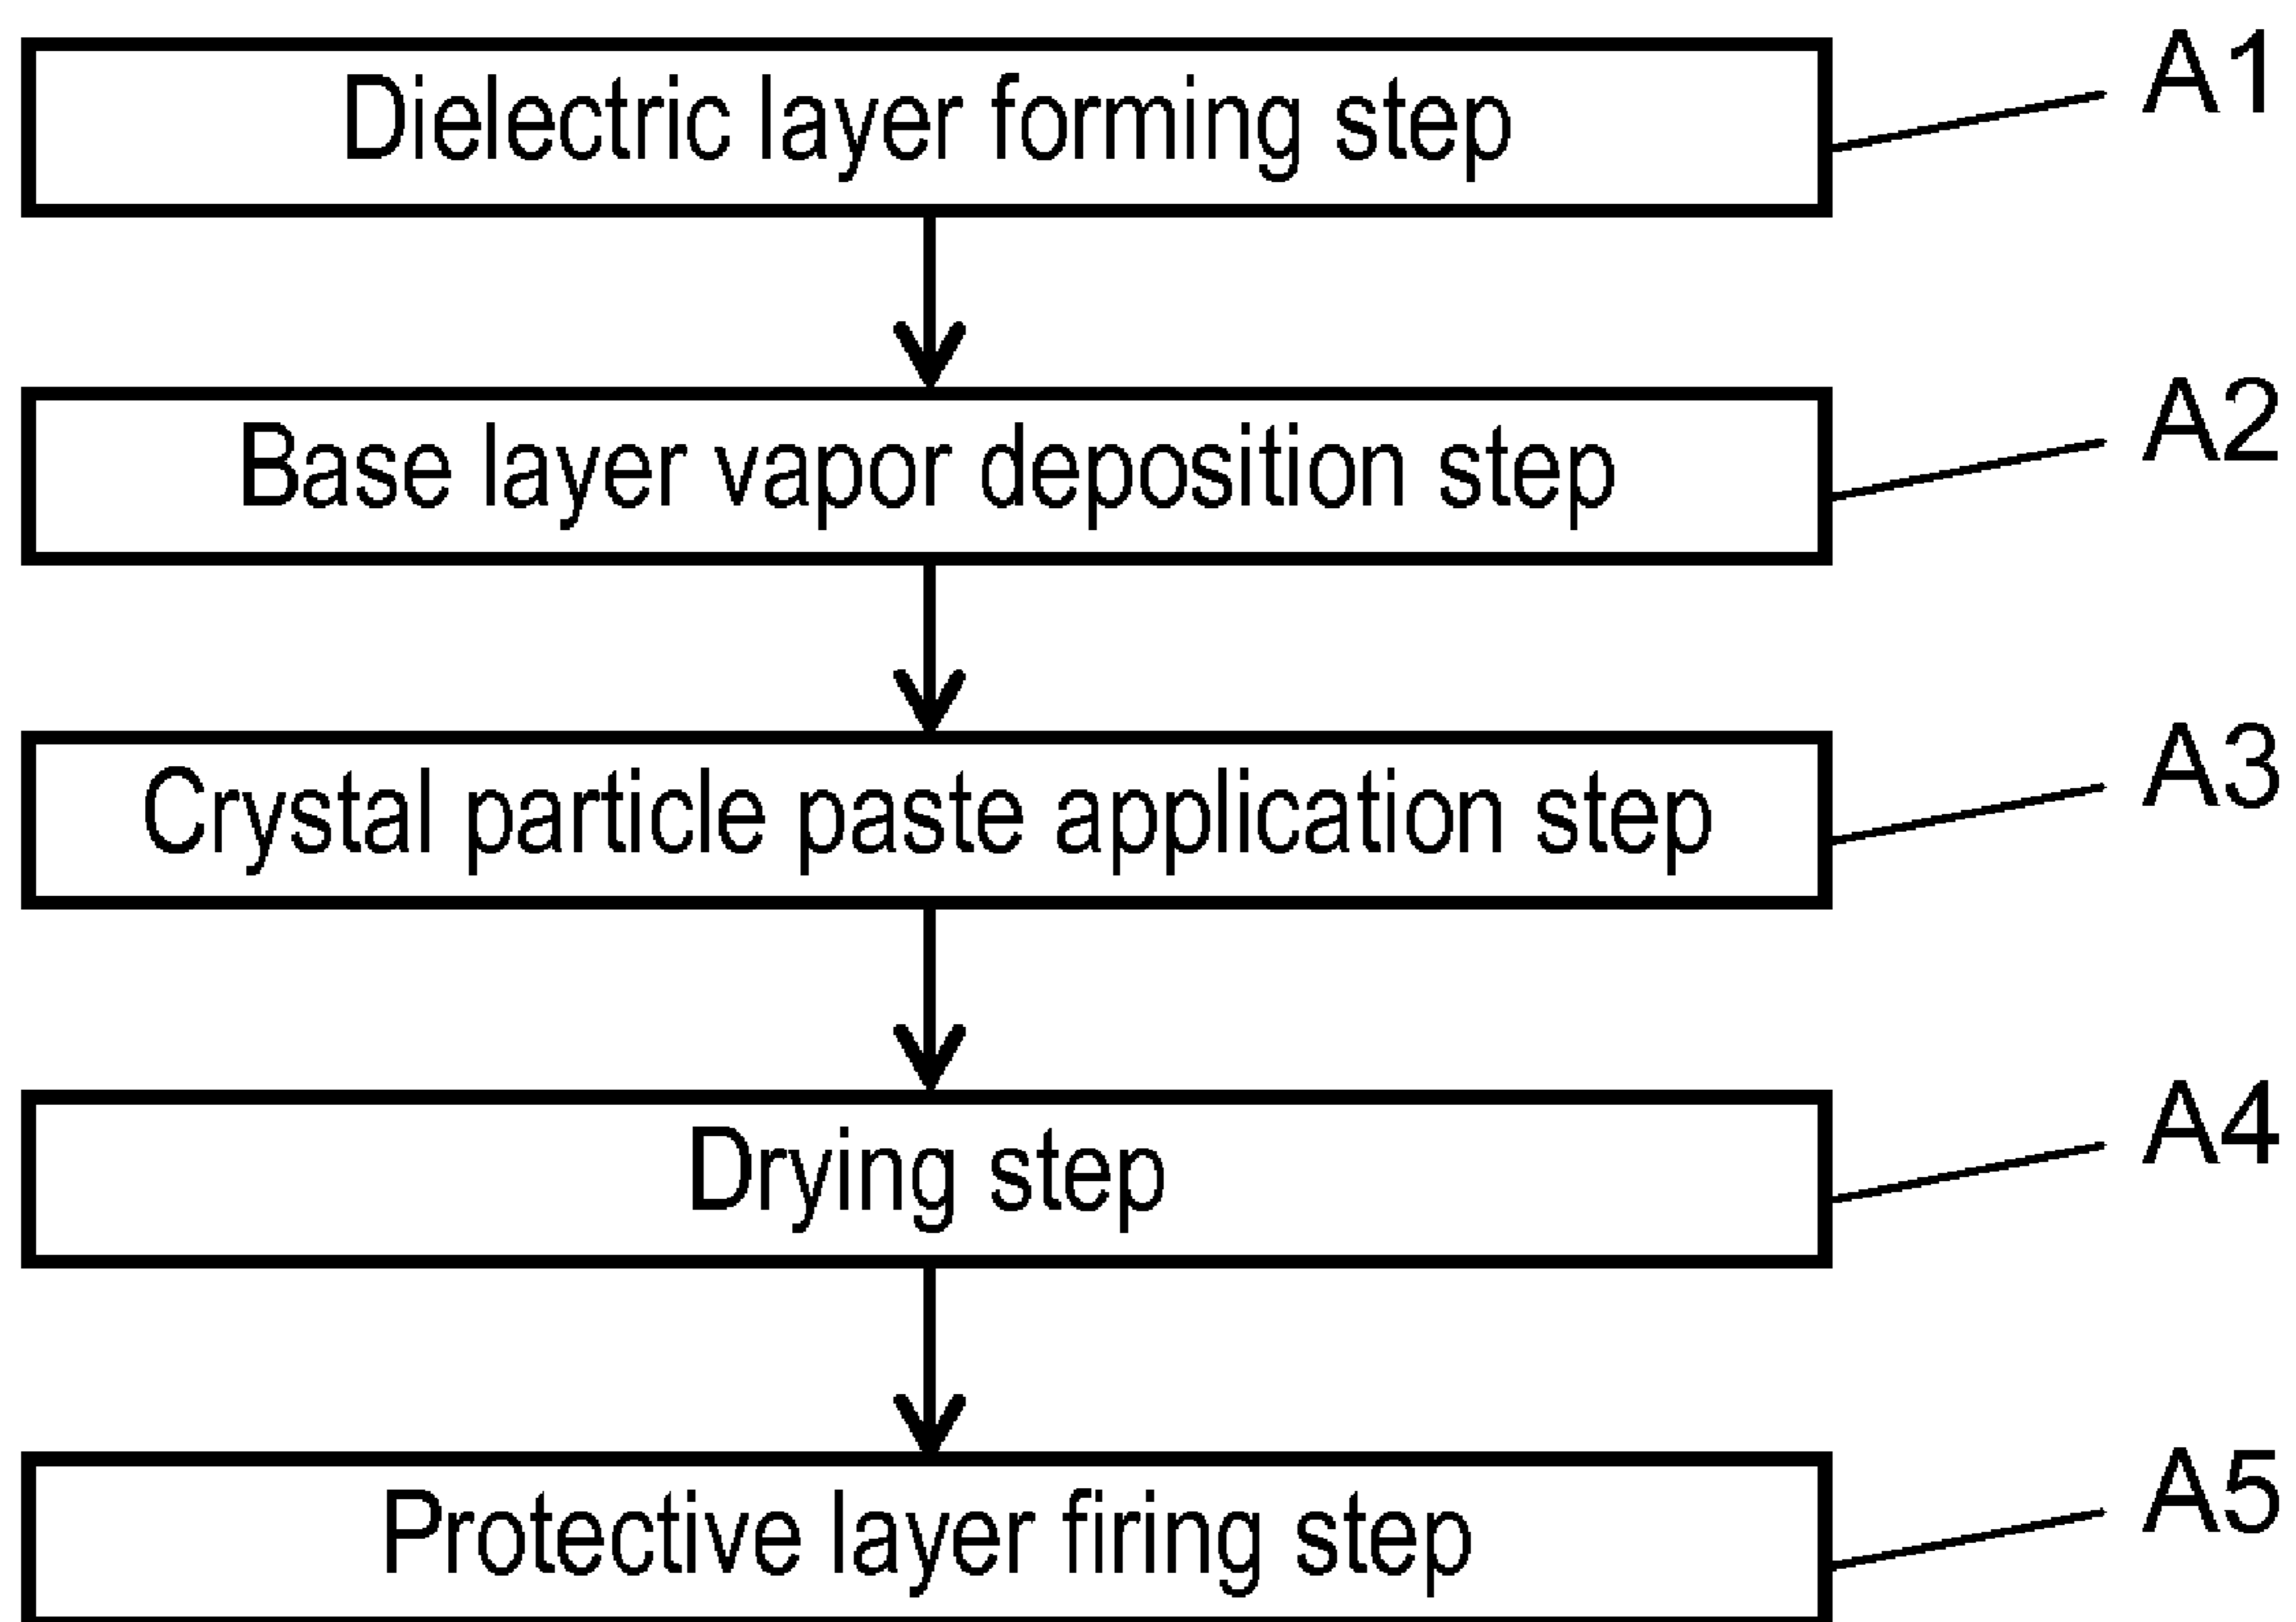 Dielectric layer forming step A1
Base layer vapor deposition step A2
Crystal particle paste application step A3
Drying step A4
Protective layer firing step A5